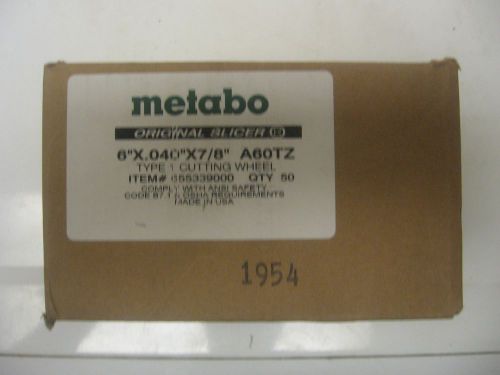 metabo
ORIGINAL SLICER
6"X.040"X7/8" A60TZ
TYPE 1 CUTTING WHEEL
ITEM# 655339000 QTY 50
COMPLY WITH ANSI SAFETY
CODE B7.1 & OSHA REQUIREMENTS
MADE IN USA
1954